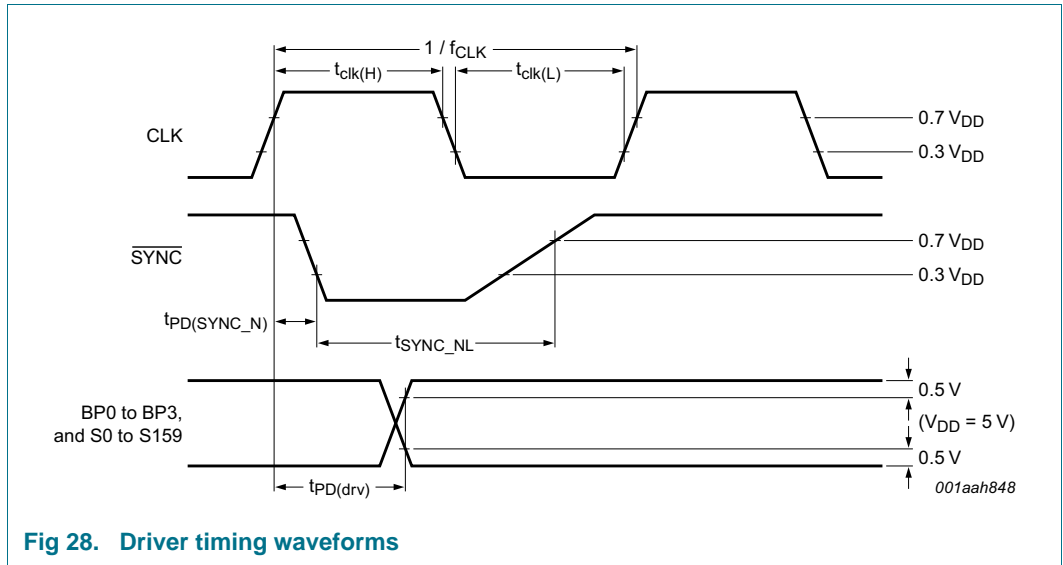 1 / fCLK
tclk(H)
tclk(L)
CLK
0.7 VDD
0.3 VDD
SYNC
0.7 VDD
0.3 VDD
tPD(SYNC_N)
tSYNC_NL
BP0 to BP3,
and S0 to S159
0.5 V
(VDD = 5 V)
0.5 V
tPD(drv)
001aah848
Fig 28. Driver timing waveforms